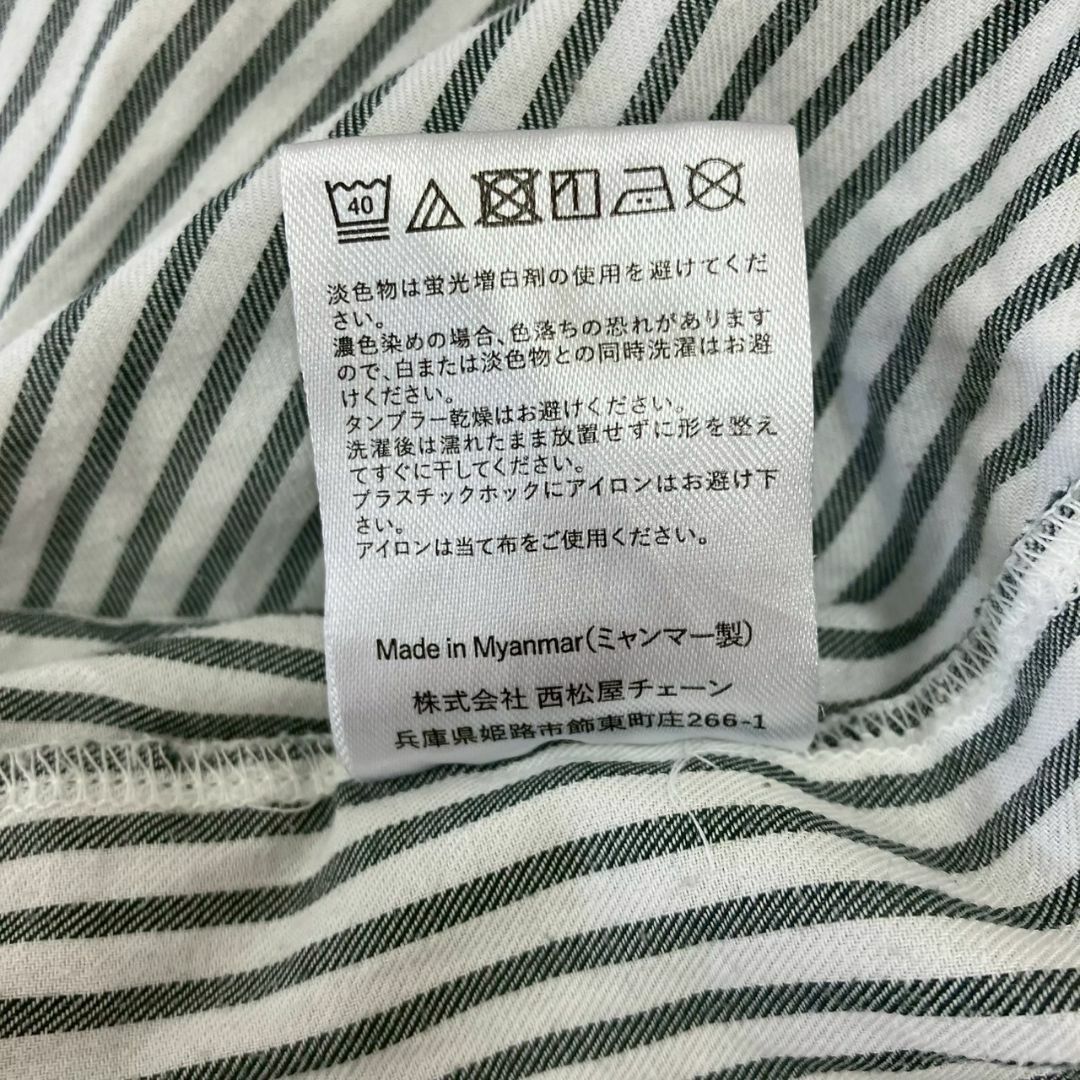 40
淡色物は蛍光増白剤の使用を避けてくだ
さい。
濃色染めの場合、色落ちの恐れがあります
ので、白または淡色物との同時洗濯はお避
けください。
タンブラー乾燥はお避けください。
洗濯後は濡れたまま放置せずに形を整え
てすぐに干してください。
プラスチックホックにアイロンはお避け下
さい。
アイロンは当て布をご使用ください。
Made in Myanmar(ミャンマー製)
株式会社 西松屋チェーン
兵庫県姫路市飾東町庄266-1